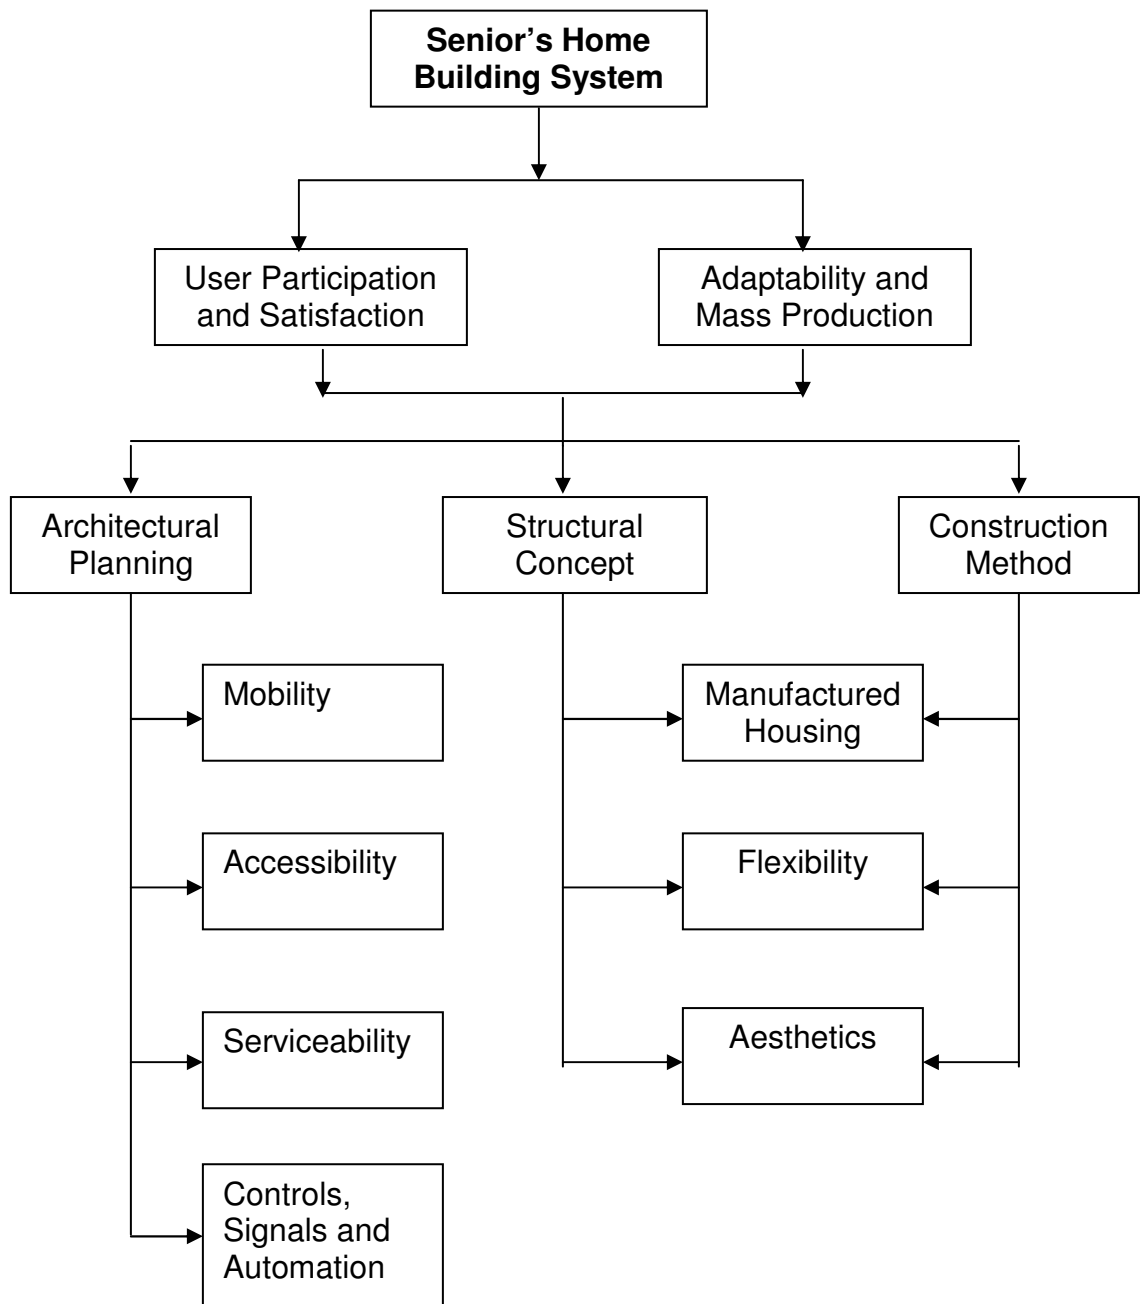 Senior’s Home
Building System
User Participation
and Satisfaction
Adaptability and
Mass Production
Architectural
Planning
Structural
Concept
Construction
Method
Mobility
Manufactured
Housing
Accessibility
Flexibility
Serviceability
Aesthetics
Controls,
Signals and
Automation